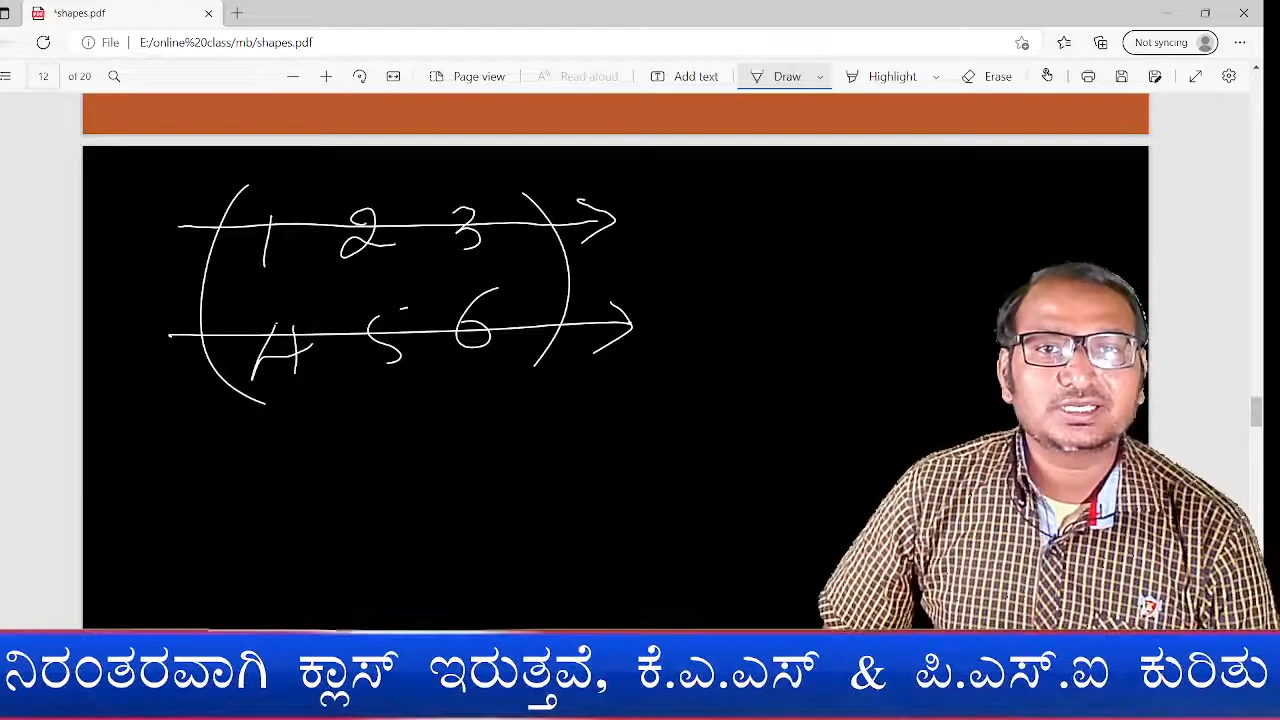 *shapes.pdf
File E:/online%20class/mb/shapes.pdf Not syncing
12 of 20 Page view Read aloud Add text Draw Highlight Erase
1 2 3
4 5 6
ನಿರಂತರವಾಗಿ ಕ್ಲಾಸ್ ಇರುತ್ತವೆ, ಕೆ.ಎ.ಎಸ್ & ಪಿ.ಎಸ್.ಐ ಕುರಿತು